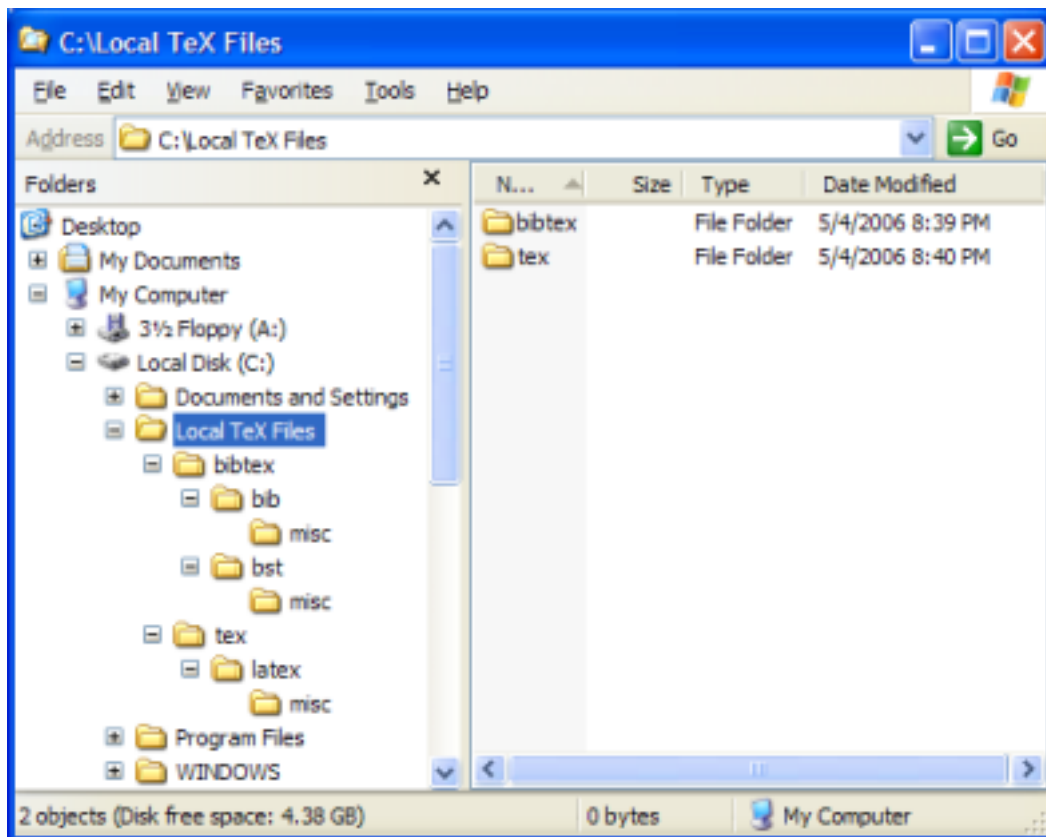 C:\Local TeX Files
File Edit View Favorites Tools Help
Address C:\Local TeX Files Go
Folders
N... Size Type Date Modified
Desktop
My Documents
My Computer
3½ Floppy (A:)
Local Disk (C:)
Documents and Settings
Local TeX Files
bibtex
bib
misc
bst
misc
tex
latex
misc
Program Files
WINDOWS
bibtex File Folder 5/4/2006 8:39 PM
tex File Folder 5/4/2006 8:40 PM
2 objects (Disk free space: 4.38 GB) 0 bytes My Computer